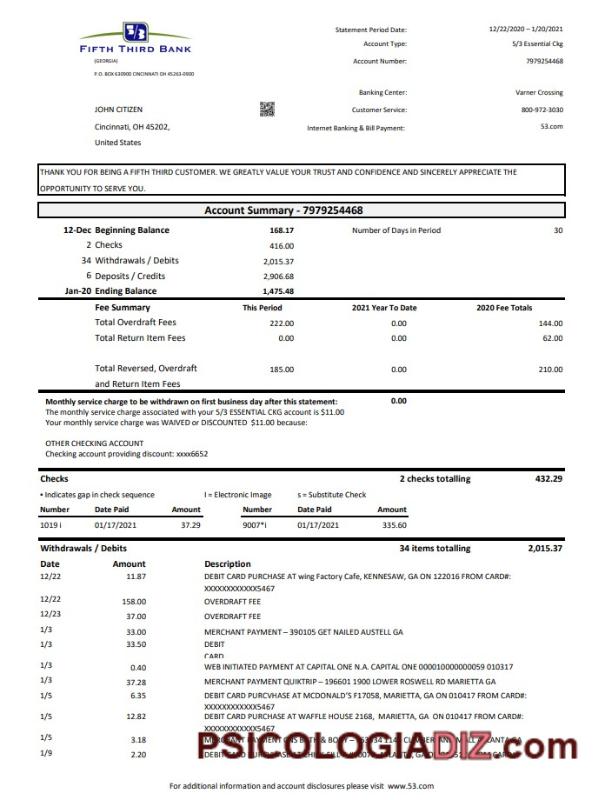 FIFTH THIRD BANK
(GEORGIA)
P.O. BOX 630900 CINCINNATI OH 45263-0900
Statement Period Date: 12/22/2020 – 1/20/2021
Account Type: 5/3 Essential Ckg
Account Number: 7979254468
Banking Center: Varner Crossing
JOHN CITIZEN Customer Service: 800-972-3030
Cincinnati, OH 45202, Internet Banking & Bill Payment: 53.com
United States
THANK YOU FOR BEING A FIFTH THIRD CUSTOMER. WE GREATLY VALUE YOUR TRUST AND CONFIDENCE AND SINCERELY APPRECIATE THE
OPPORTUNITY TO SERVE YOU.
Account Summary - 7979254468
12-Dec Beginning Balance 168.17 Number of Days in Period 30
2 Checks 416.00
34 Withdrawals / Debits 2,015.37
6 Deposits / Credits 2,906.68
Jan-20 Ending Balance 1,475.48
Fee Summary This Period 2021 Year To Date 2020 Fee Totals
Total Overdraft Fees 222.00 0.00 144.00
Total Return Item Fees 0.00 0.00 62.00
Total Reversed, Overdraft 185.00 0.00 210.00
and Return Item Fees
Monthly service charge to be withdrawn on first business day after this statement: 0.00
The monthly service charge associated with your 5/3 ESSENTIAL CKG account is $11.00
Your monthly service charge was WAIVED or DISCOUNTED $11.00 because:
OTHER CHECKING ACCOUNT
Checking account providing discount: xxxx6652
Checks 2 checks totalling 432.29
• Indicates gap in check sequence I = Electronic Image s = Substitute Check
Number Date Paid Amount Number Date Paid Amount
1019 i 01/17/2021 37.29 9007*I 01/17/2021 335.60
Withdrawals / Debits 34 items totalling 2,015.37
Date Amount Description
12/22 11.87 DEBIT CARD PURCHASE AT wing Factory Cafe, KENNESAW, GA ON 122016 FROM CARD#:
XXXXXXXXXXXX5467
12/22 158.00 OVERDRAFT FEE
12/23 37.00 OVERDRAFT FEE
1/3 33.00 MERCHANT PAYMENT – 390105 GET NAILED AUSTELL GA
1/3 33.50 DEBIT
CARD
1/3 0.40 WEB INITIATED PAYMENT AT CAPITAL ONE N.A. CAPITAL ONE 000010000000059 010317
1/3 37.28 MERCHANT PAYMENT QUIKTRIP – 196601 1900 LOWER ROSWELL RD MARIETTA GA
1/5 6.35 DEBIT CARD PURCVHASE AT MCDONALD'S F17058, MARIETTA, GA ON 010417 FROM CARD#:
XXXXXXXXXXXX5467
1/5 12.82 DEBIT CARD PURCHASE AT WAFFLE HOUSE 2168, MARIETTA, GA ON 010417 FROM CARD#:
XXXXXXXXXXXX5467
1/5 3.18 MERCHANT PAYMENT BATH & BODY
PSICOLOGIADIZ.com
1/9 2.20 DEBIT CARD PURCHASE AT
For additional information and account disclosures please visit www.53.com